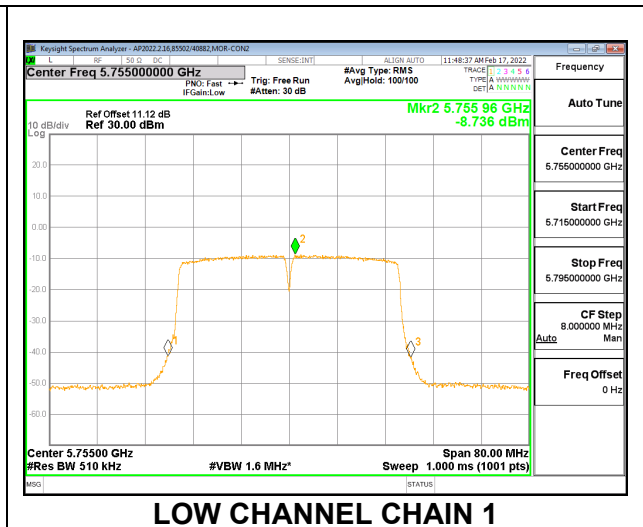 Keysight Spectrum Analyzer - AP2022.2.16,85502/40882,MOR-CON2
L RF 50 Ω DC SENSE:INT ALIGN AUTO 11:48:37 AM Feb 17, 2022
Center Freq 5.755000000 GHz
PNO: Fast
IFGain:Low
Trig: Free Run
#Atten: 30 dB
#Avg Type: RMS
Avg|Hold: 100/100
TRACE 1 2 3 4 5 6
TYPE A WWWWW
DET A N N N N N
Frequency
Auto Tune
Center Freq
5.755000000 GHz
Start Freq
5.715000000 GHz
Stop Freq
5.795000000 GHz
CF Step
8.000000 MHz
Auto Man
Freq Offset
0 Hz
Mkr2 5.755 96 GHz
-8.736 dBm
Ref Offset 11.12 dB
10 dB/div Ref 30.00 dBm
Log
20.0
10.0
0.00
-10.0
-20.0
-30.0
-40.0
-50.0
-60.0
2
1
3
Center 5.75500 GHz Span 80.00 MHz
#Res BW 510 kHz #VBW 1.6 MHz* Sweep 1.000 ms (1001 pts)
MSG STATUS
LOW CHANNEL CHAIN 1